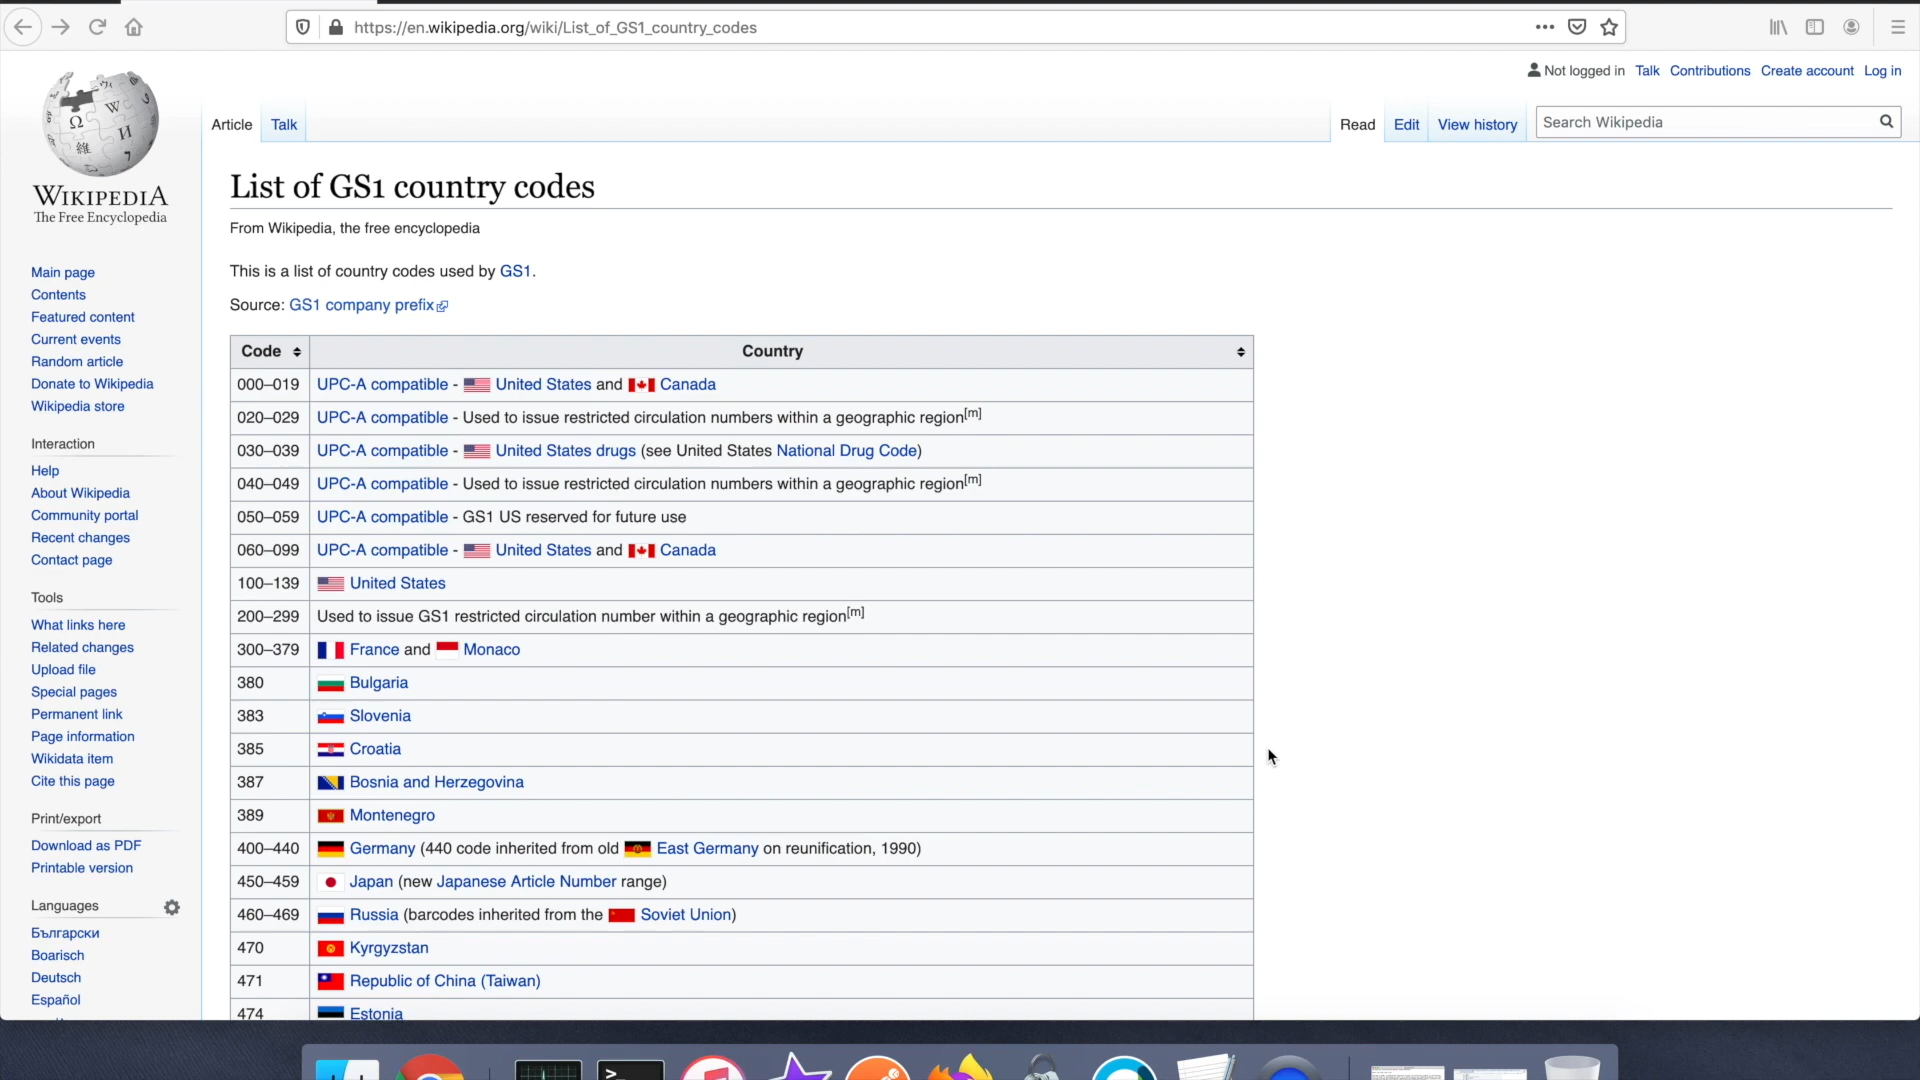 https://en.wikipedia.org/wiki/List_of_GS1_country_codes
Not logged in Talk Contributions Create account Log in
Article Talk Read Edit View history Search Wikipedia
WIKIPEDIA
The Free Encyclopedia
Main page
Contents
Featured content
Current events
Random article
Donate to Wikipedia
Wikipedia store
Interaction
Help
About Wikipedia
Community portal
Recent changes
Contact page
Tools
What links here
Related changes
Upload file
Special pages
Permanent link
Page information
Wikidata item
Cite this page
Print/export
Download as PDF
Printable version
Languages
Български
Boarisch
Deutsch
Español
List of GS1 country codes
From Wikipedia, the free encyclopedia
This is a list of country codes used by GS1.
Source: GS1 company prefix
Code Country
000–019 UPC-A compatible - United States and Canada
020–029 UPC-A compatible - Used to issue restricted circulation numbers within a geographic region[m]
030–039 UPC-A compatible - United States drugs (see United States National Drug Code)
040–049 UPC-A compatible - Used to issue restricted circulation numbers within a geographic region[m]
050–059 UPC-A compatible - GS1 US reserved for future use
060–099 UPC-A compatible - United States and Canada
100–139 United States
200–299 Used to issue GS1 restricted circulation number within a geographic region[m]
300–379 France and Monaco
380 Bulgaria
383 Slovenia
385 Croatia
387 Bosnia and Herzegovina
389 Montenegro
400–440 Germany (440 code inherited from old East Germany on reunification, 1990)
450–459 Japan (new Japanese Article Number range)
460–469 Russia (barcodes inherited from the Soviet Union)
470 Kyrgyzstan
471 Republic of China (Taiwan)
474 Estonia